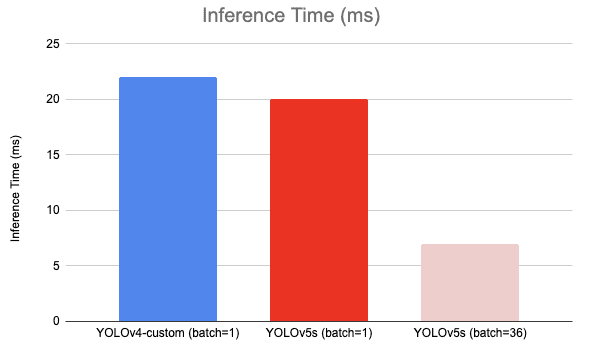 Inference Time (ms)
Inference Time (ms)
25
20
15
10
5
0
YOLOv4-custom (batch=1) YOLOv5s (batch=1) YOLOv5s (batch=36)